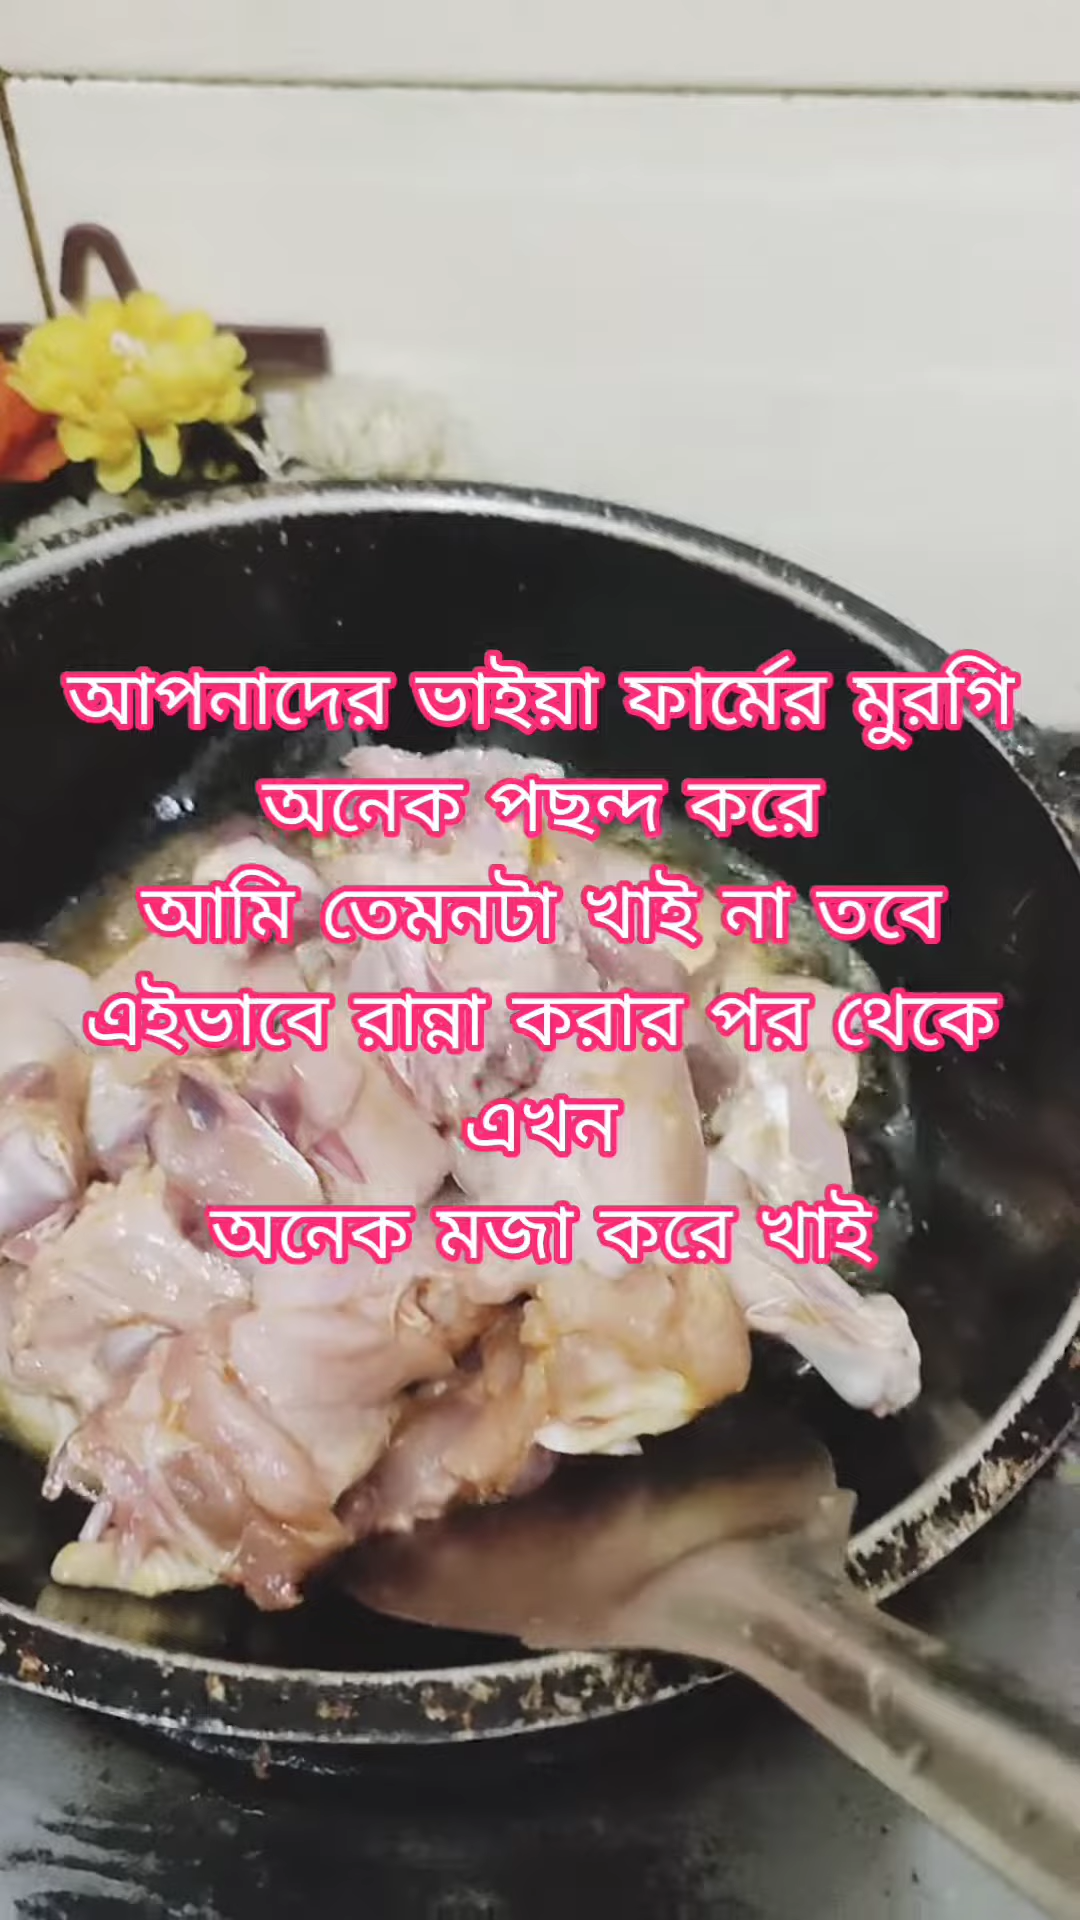 আপনাদের ভাইয়া ফার্মের মুরগি
অনেক পছন্দ করে
আমি তেমনটা খাই না তবে
এইভাবে রান্না করার পর থেকে
এখন
অনেক মজা করে খাই